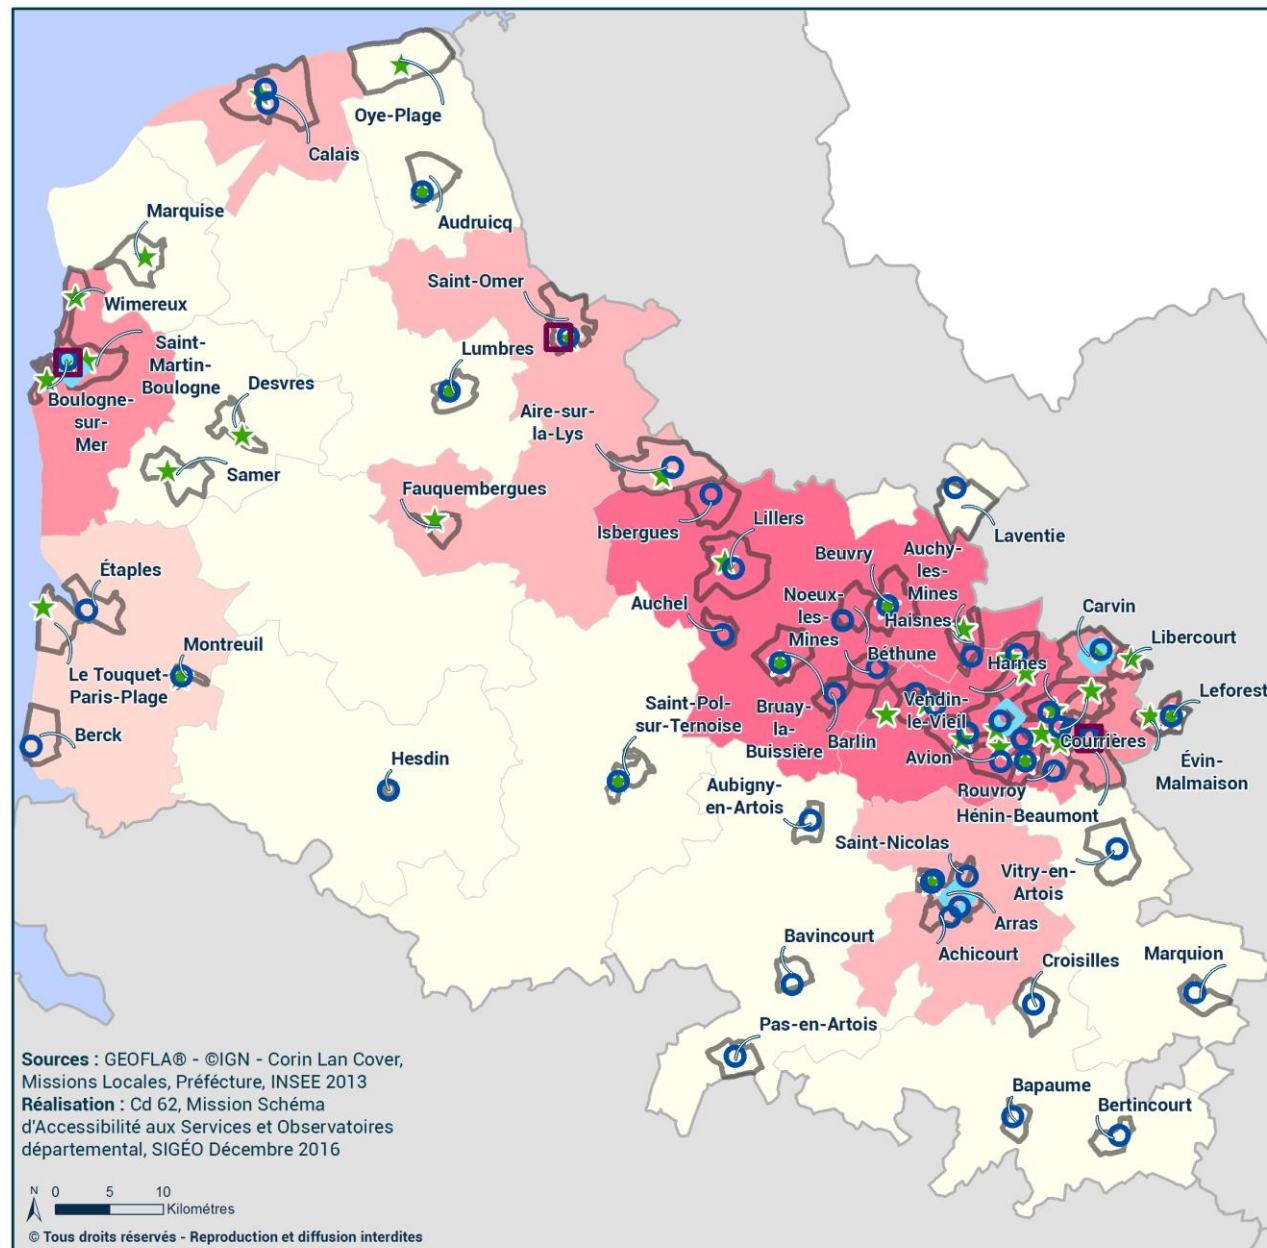 Oye-Plage
Calais
Audruicq
Marquise
Saint-Omer
Wimereux
Saint-
Martin-
Boulogne
Lumbres
Desvres
Boulogne-
sur-
Mer
Aire-sur-
la-Lys
Samer
Fauquembergues
Isbergues
Lillers
Laventie
Beuvry
Auchy-
les-
Mines
Étaples
Auchel
Noeux-
les-
Mines
Haisnes
Carvin
Libercourt
Montreuil
Béthune
Harnes
Le Touquet-
Paris-Plage
Leforest
Saint-Pol-
sur-Ternoise
Bruay-
la-
Buissière
Vendin-
le-Vieil
Berck
Barlin
Courrières
Avion
Évin-
Malmaison
Hesdin
Aubigny-
en-Artois
Rouvroy
Hénin-Beaumont
Saint-Nicolas
Vitry-en-
Artois
Arras
Bavincourt
Achicourt
Croisilles
Marquion
Pas-en-Artois
Bapaume
Bertincourt
Sources : GEOFLA® - ©IGN - Corin Lan Cover,
Missions Locales, Préfécture, INSEE 2013
Réalisation : Cd 62, Mission Schéma
d'Accessibilité aux Services et Observatoires
départemental, SIGÉO Décembre 2016
N 0 5 10
Kilométres
© Tous droits réservés - Reproduction et diffusion interdites